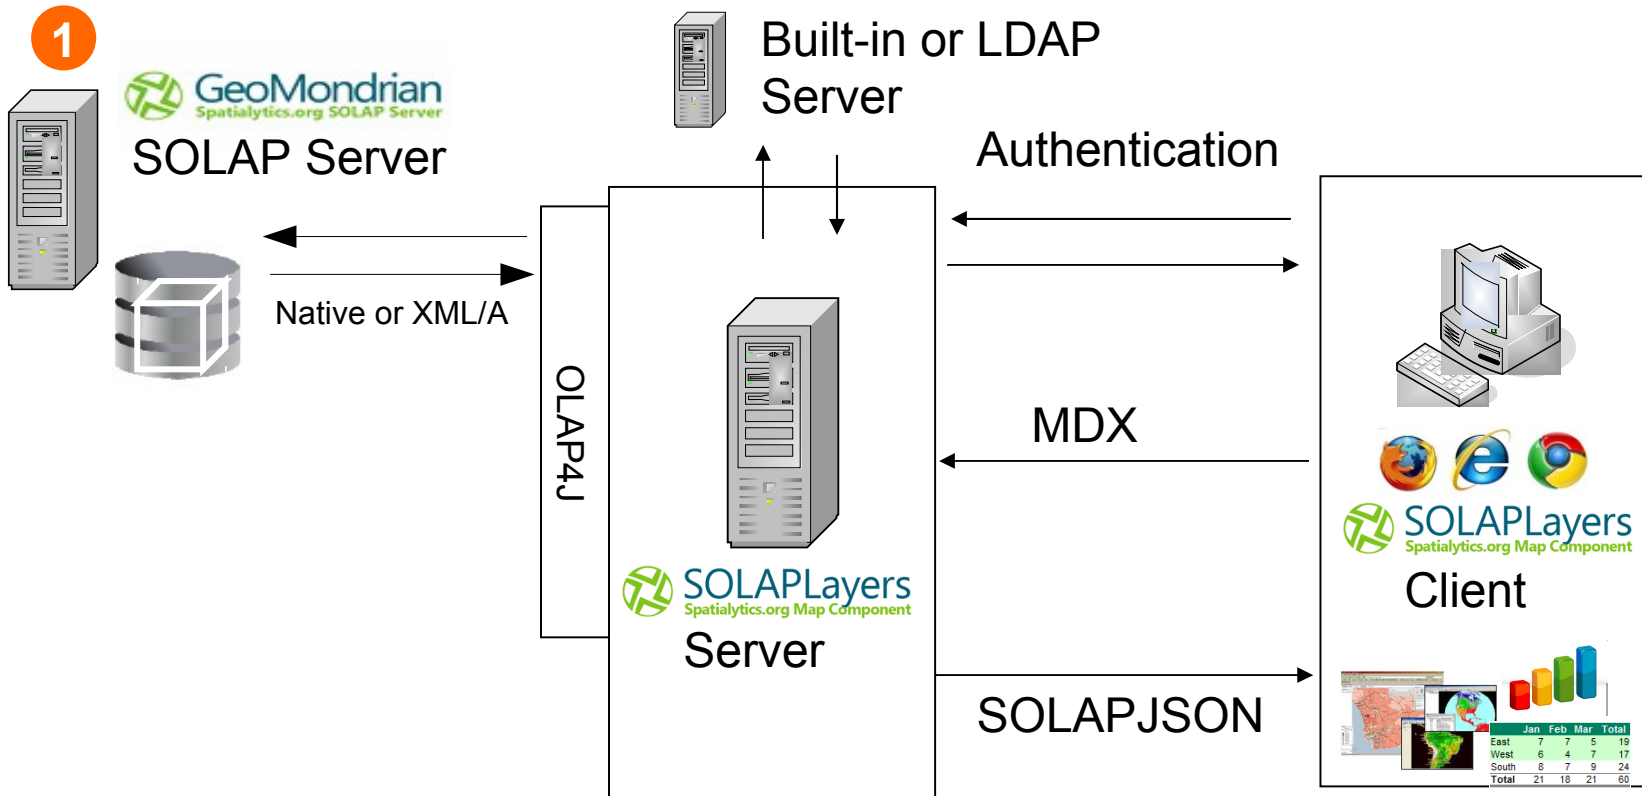 1
GeoMondrian
Spatialytics.org SOLAP Server
SOLAP Server
Built-in or LDAP
Server
Authentication
Native or XML/A
OLAP4J
MDX
SOLAPLayers
Spatialytics.org Map Component
Server
SOLAPLayers
Spatialytics.org Map Component
Client
SOLAPJSON
Jan Feb Mar Total
East 7 7 5 19
West 6 4 7 17
South 8 7 9 24
Total 21 18 21 60